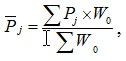 P̄ⱼ = ∑Pⱼ×W₀ / ∑W₀ ,